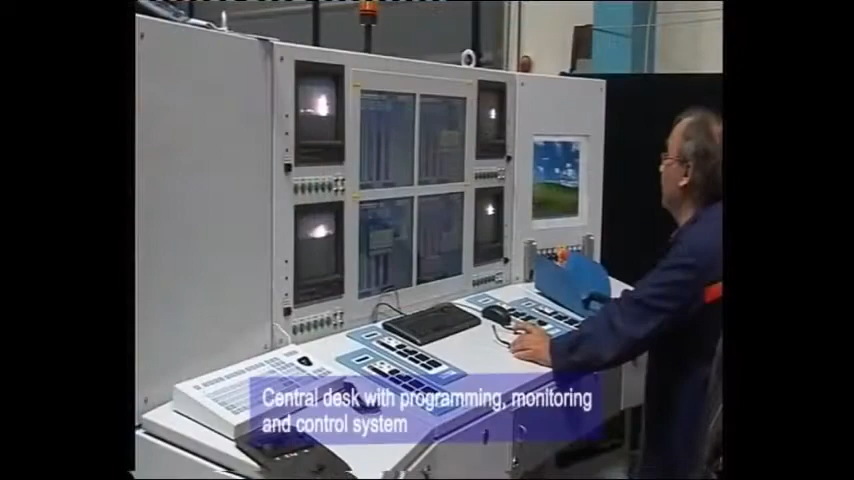 Central desk with programming, monitoring
and control system